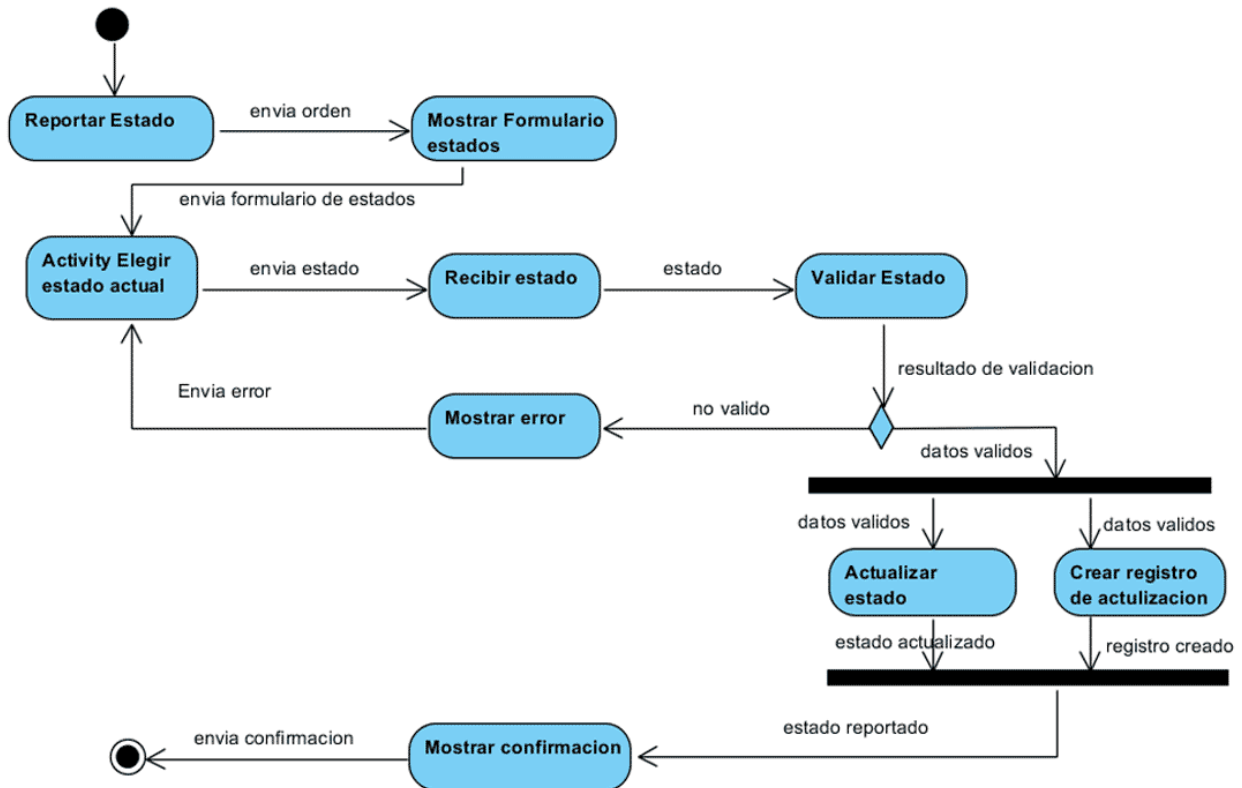 Reportar Estado
envia orden
Mostrar Formulario
estados
envia formulario de estados
Activity Elegir
estado actual
envia estado
Recibir estado
estado
Validar Estado
resultado de validacion
Envia error
Mostrar error
no valido
datos validos
datos validos
datos validos
Actualizar
estado
Crear registro
de actulizacion
estado actualizado
registro creado
estado reportado
Mostrar confirmacion
envia confirmacion